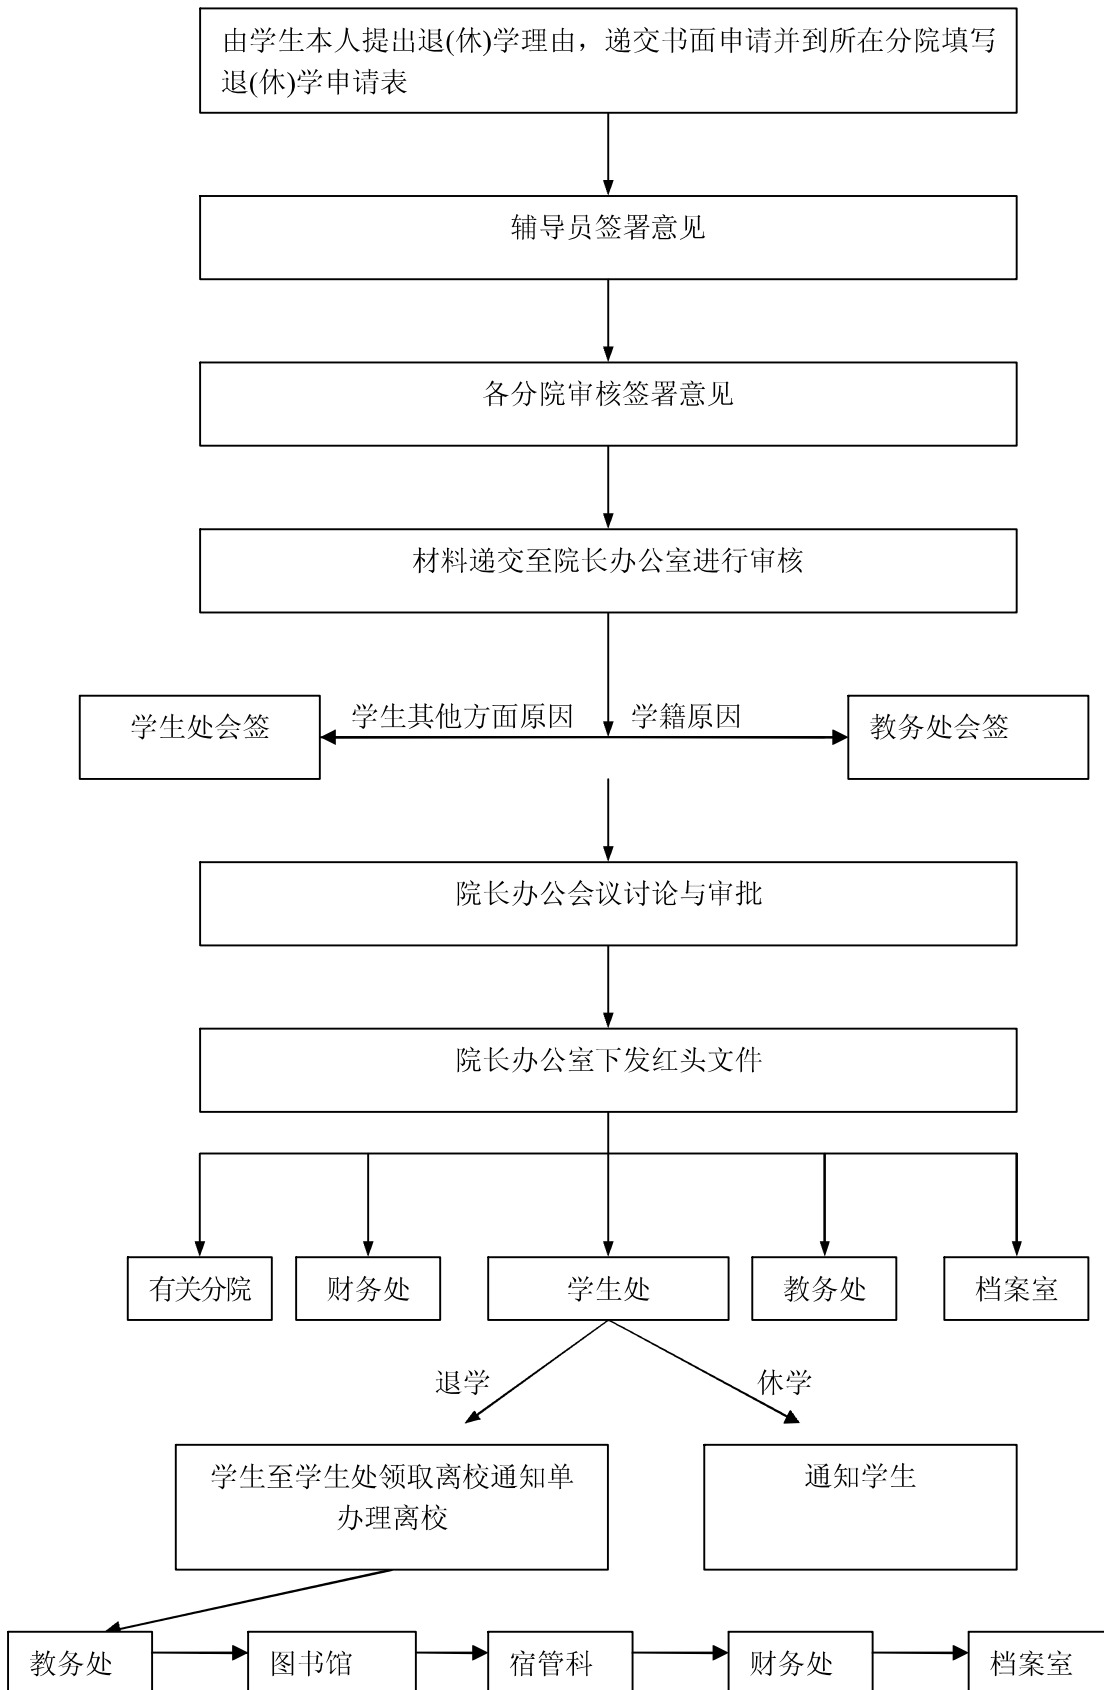 由学生本人提出退(休)学理由，递交书面申请并到所在分院填写
退(休)学申请表
辅导员签署意见
各分院审核签署意见
材料递交至院长办公室进行审核
学生处会签
学生其他方面原因
学籍原因
教务处会签
院长办公会议讨论与审批
院长办公室下发红头文件
有关分院
财务处
学生处
教务处
档案室
退学
休学
学生至学生处领取离校通知单
办理离校
通知学生
教务处
图书馆
宿管科
财务处
档案室